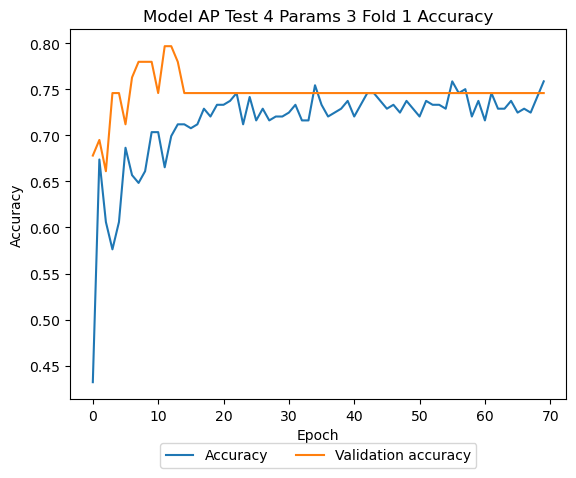 Model AP Test 4 Params 3 Fold 1 Accuracy
0.80
0.75
0.70
0.65
0.60
0.55
0.50
0.45
Accuracy
0 10 20 30 40 50 60 70
Epoch
Accuracy Validation accuracy